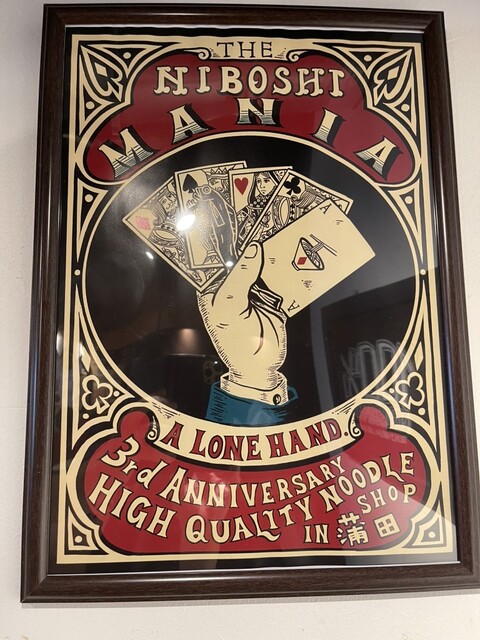 THE
NIBOSHI
MANIA
A
A
A LONE HAND.
3rd ANNIVERSARY
HIGH QUALITY NOODLE
SHOP
IN 蒲田